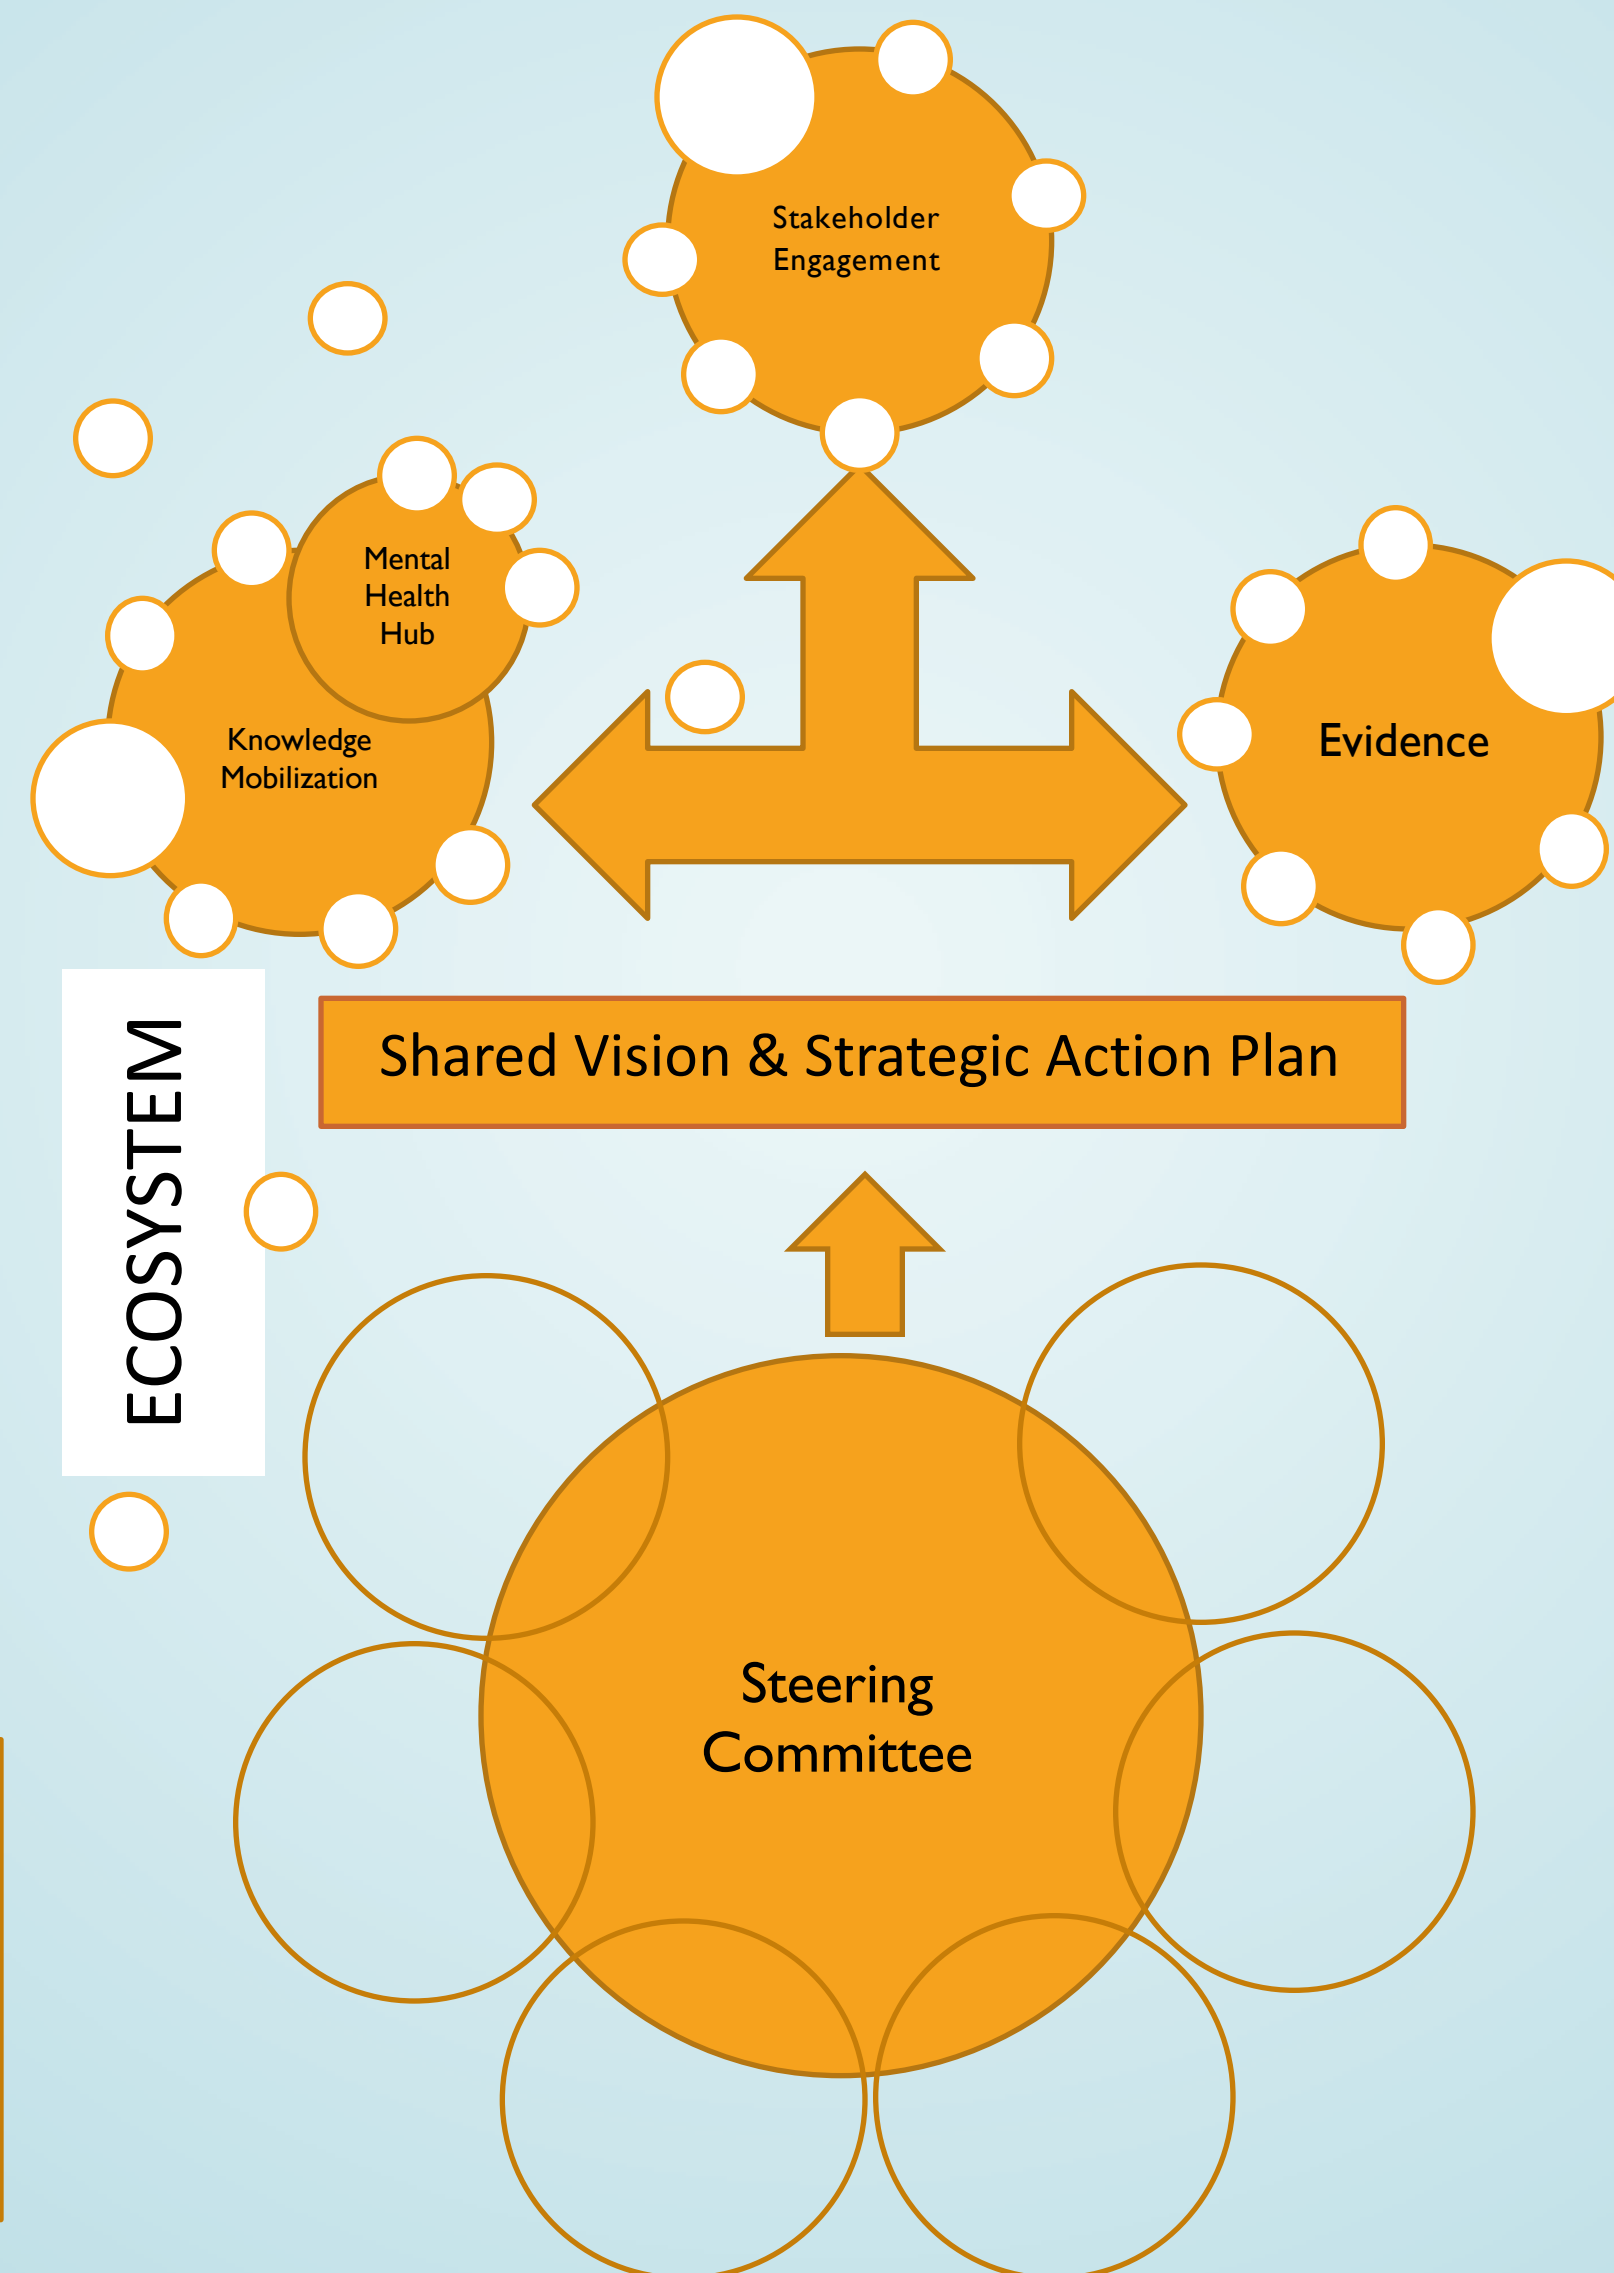 Stakeholder
Engagement
Mental
Health
Hub
Knowledge
Mobilization
Evidence
Shared Vision & Strategic Action Plan
ECOSYSTEM
Steering
Committee